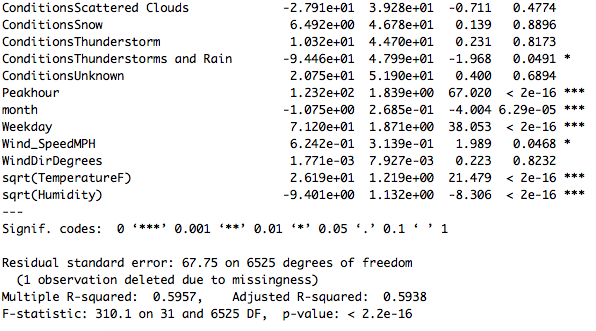 ConditionsScattered Clouds -2.791e+01 3.928e+01 -0.711 0.4774
ConditionsSnow 6.492e+00 4.678e+01 0.139 0.8896
ConditionsThunderstorm 1.032e+01 4.470e+01 0.231 0.8173
ConditionsThunderstorms and Rain -9.446e+01 4.799e+01 -1.968 0.0491 *
ConditionsUnknown 2.075e+01 5.190e+01 0.400 0.6894
Peakhour 1.232e+02 1.839e+00 67.020 < 2e-16 ***
month -1.075e+00 2.685e-01 -4.004 6.29e-05 ***
Weekday 7.120e+01 1.871e+00 38.053 < 2e-16 ***
Wind_SpeedMPH 6.242e-01 3.139e-01 1.989 0.0468 *
WindDirDegrees 1.771e-03 7.927e-03 0.223 0.8232
sqrt(TemperatureF) 2.619e+01 1.219e+00 21.479 < 2e-16 ***
sqrt(Humidity) -9.401e+00 1.132e+00 -8.306 < 2e-16 ***
---
Signif. codes: 0 ‘***’ 0.001 ‘**’ 0.01 ‘*’ 0.05 ‘.’ 0.1 ‘ ’ 1
Residual standard error: 67.75 on 6525 degrees of freedom
(1 observation deleted due to missingness)
Multiple R-squared: 0.5957, Adjusted R-squared: 0.5938
F-statistic: 310.1 on 31 and 6525 DF, p-value: < 2.2e-16